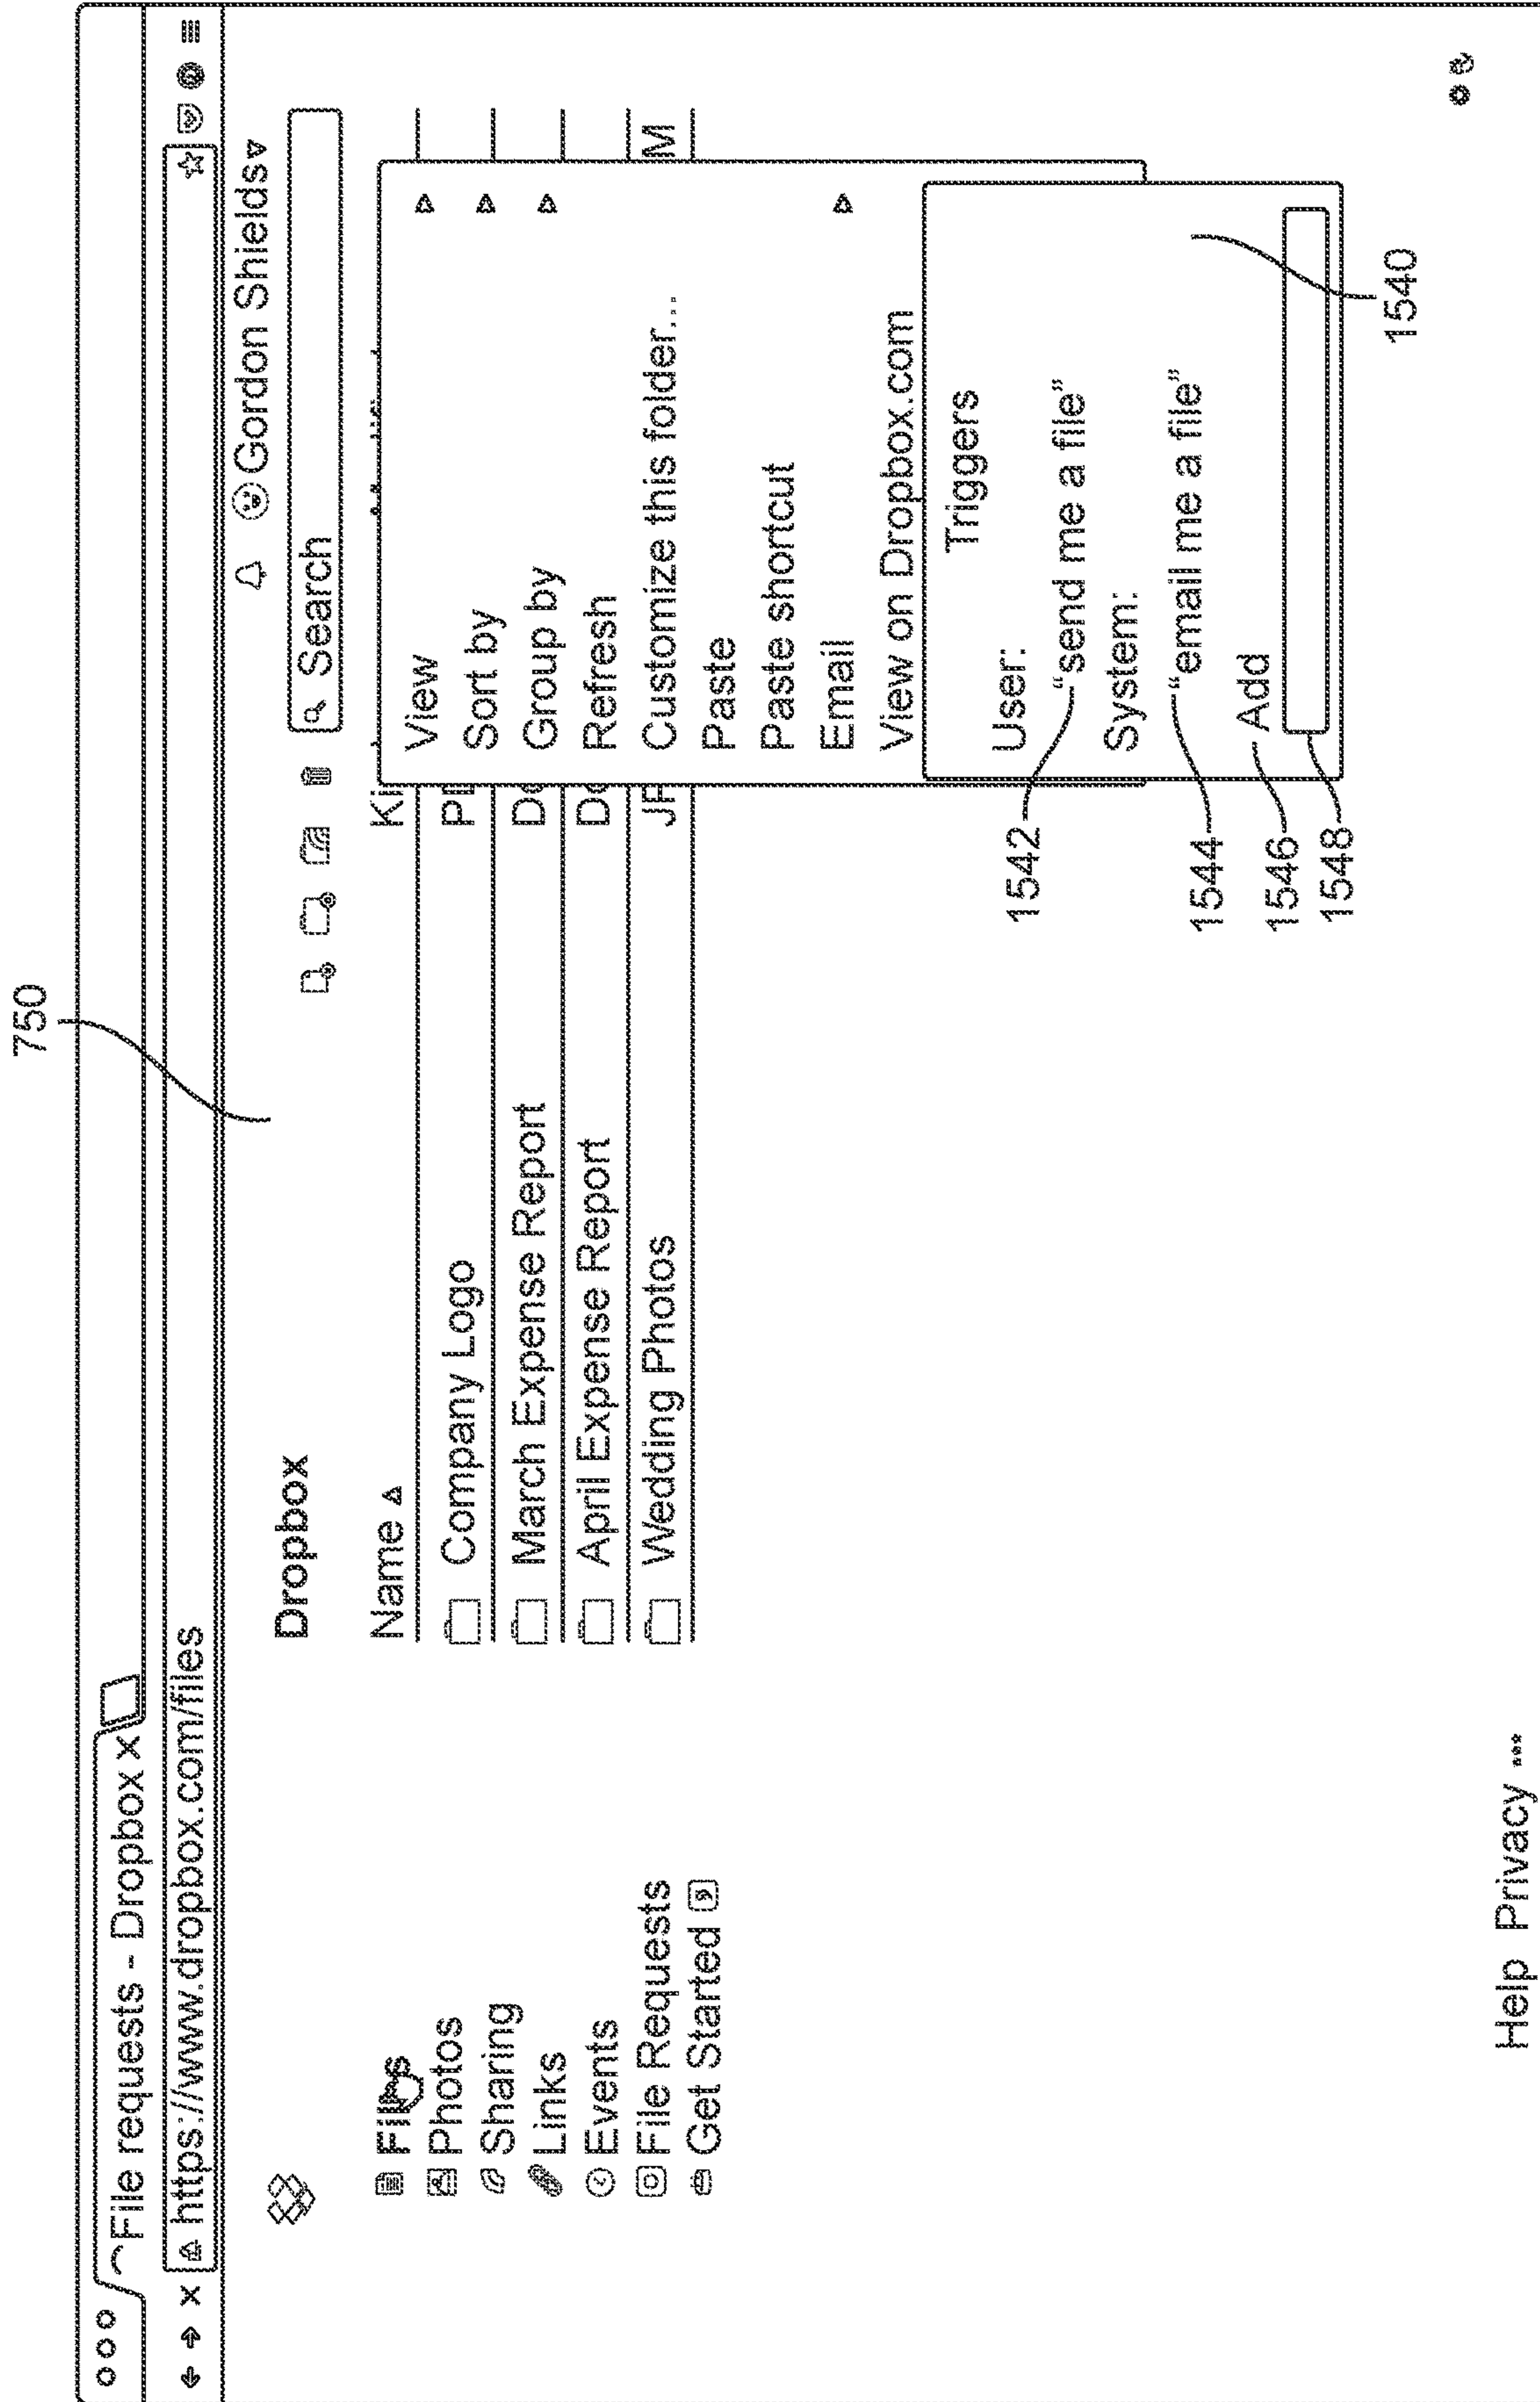 750
File requests - Dropbox x
https://www.dropbox.com/files
Gordon Shields
Dropbox
Search
Files
Photos
Sharing
Links
Events
File Requests
Get Started
Name
Company Logo
March Expense Report
April Expense Report
Wedding Photos
Ki
M
View
Sort by
Group by
Refresh
Customize this folder...
Paste
Paste shortcut
Email
View on Dropbox.com
Triggers
User:
1542
“send me a file”
System:
1544
“email me a file”
1546
Add
1548
1540
Help Privacy ...